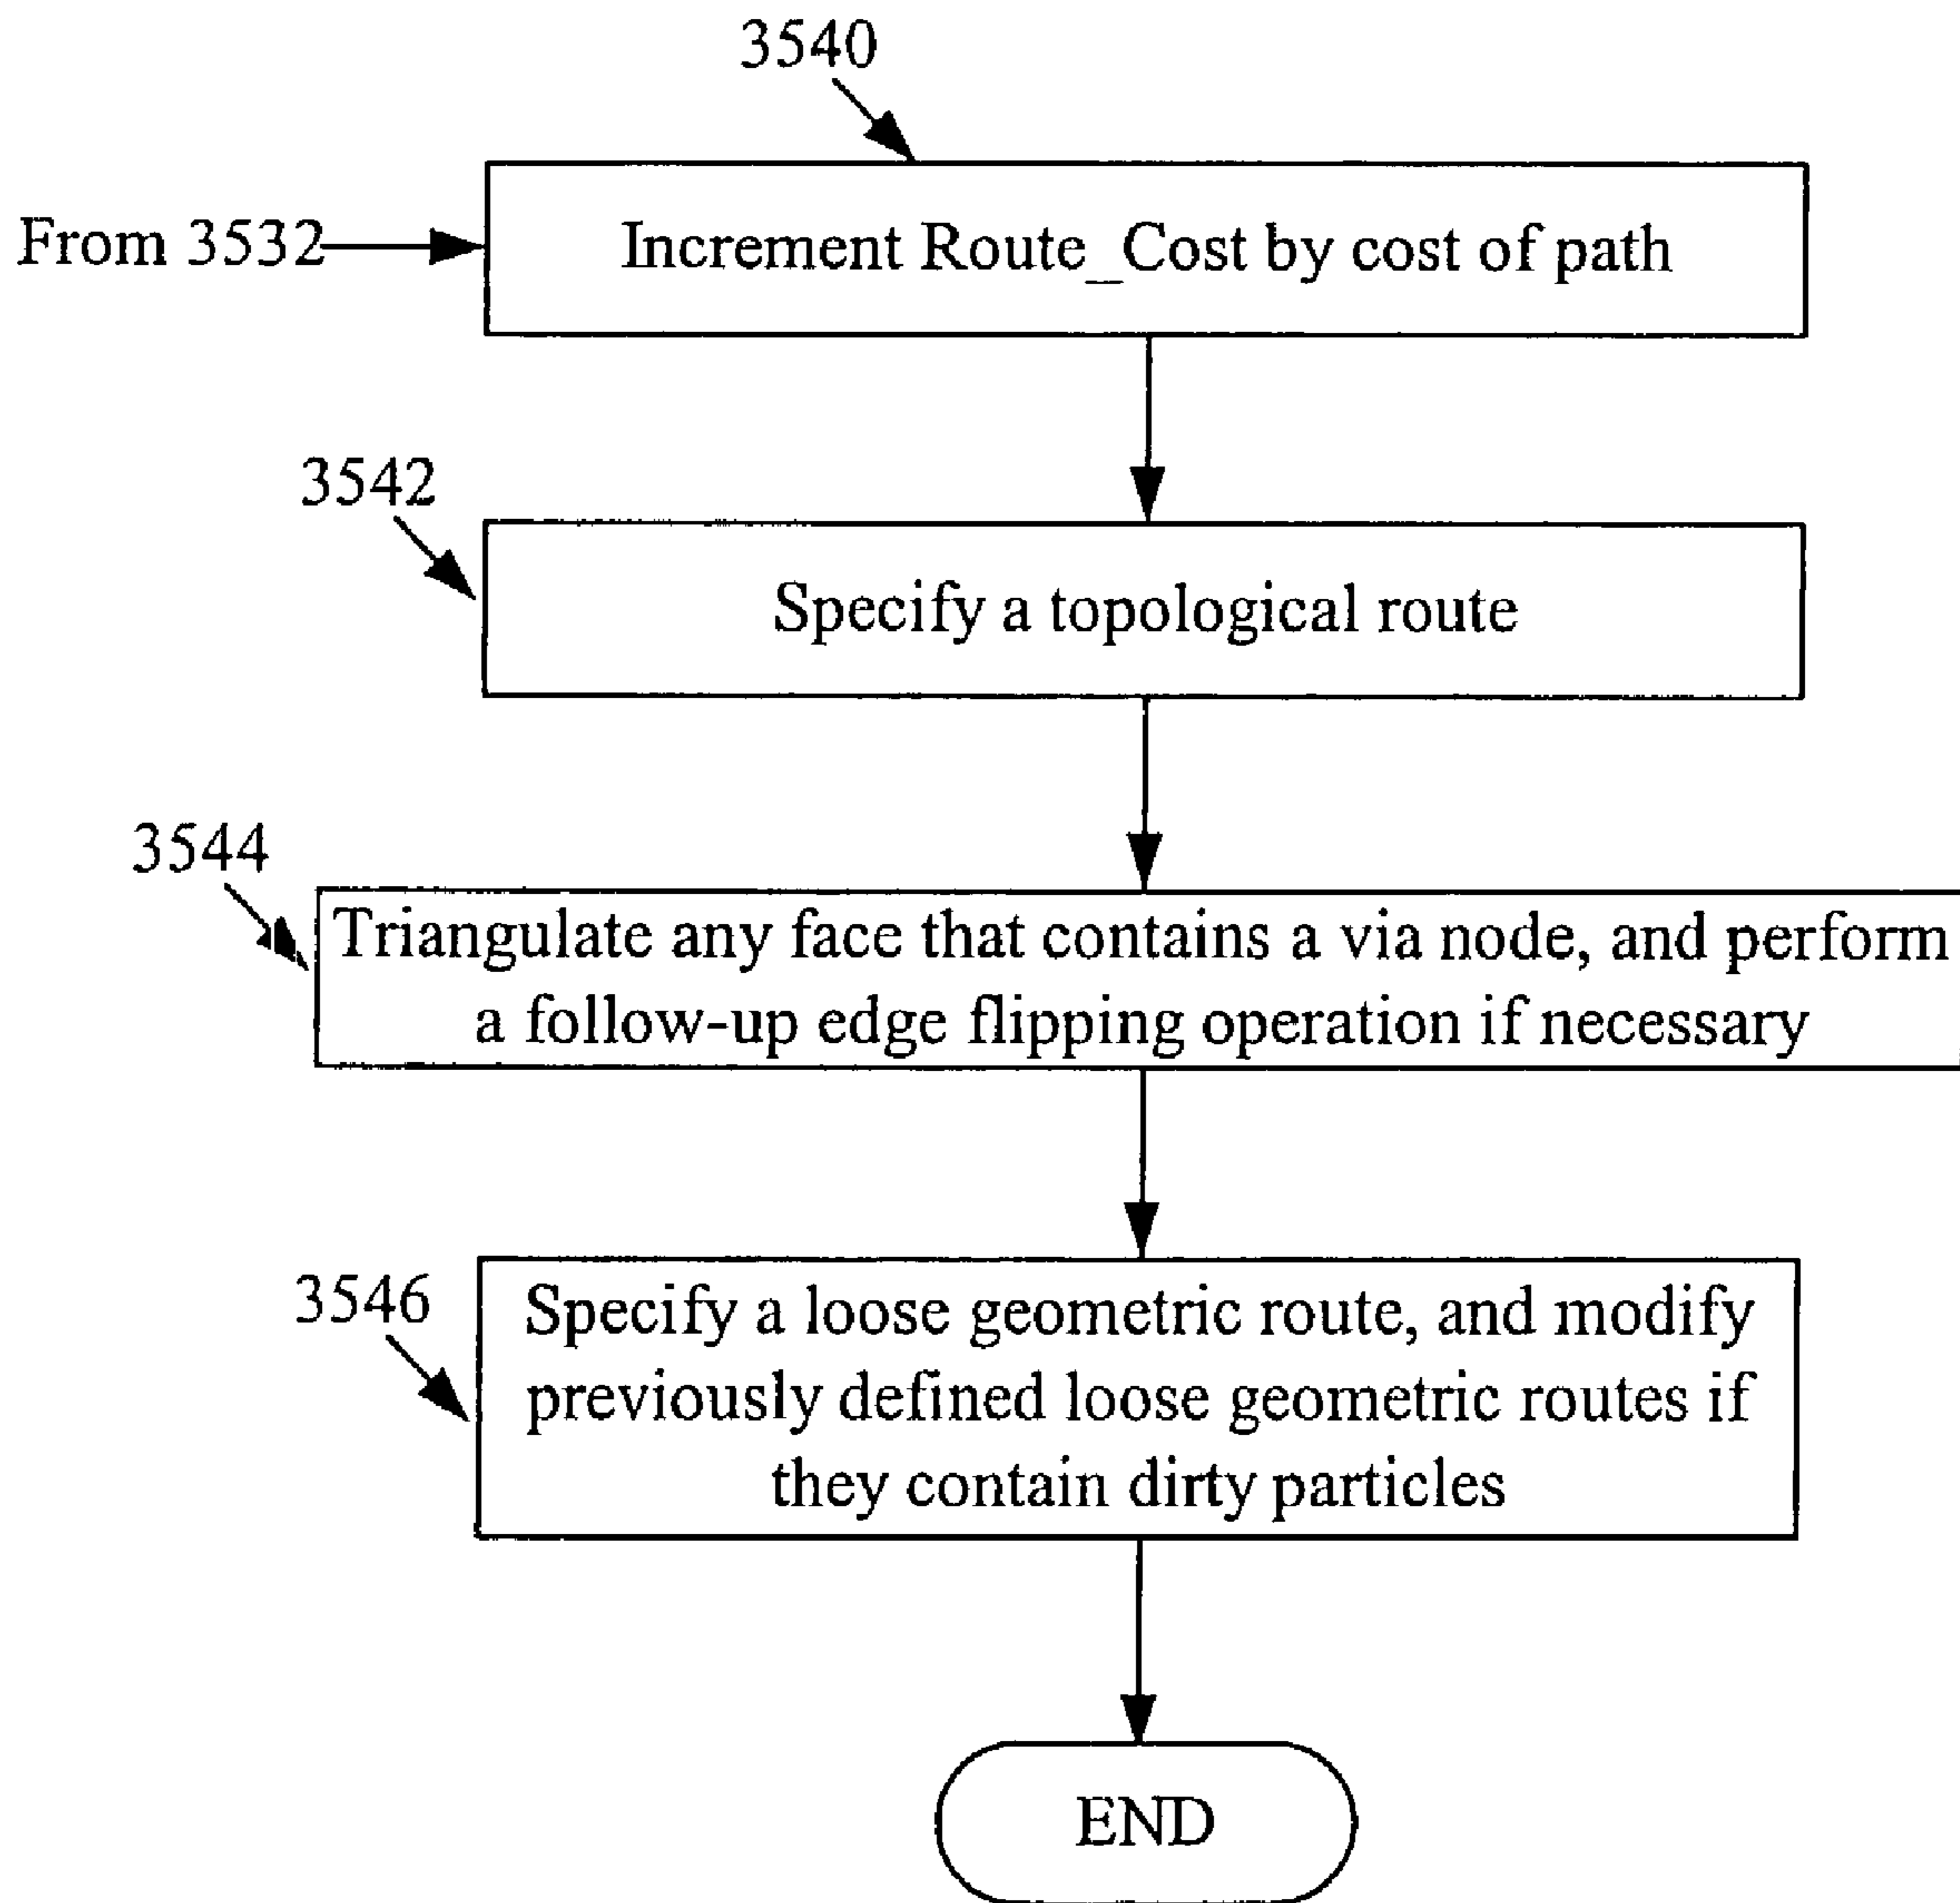 3540
From 3532
Increment Route_Cost by cost of path
3542
Specify a topological route
3544
Triangulate any face that contains a via node, and perform
a follow-up edge flipping operation if necessary
3546
Specify a loose geometric route, and modify
previously defined loose geometric routes if
they contain dirty particles
END